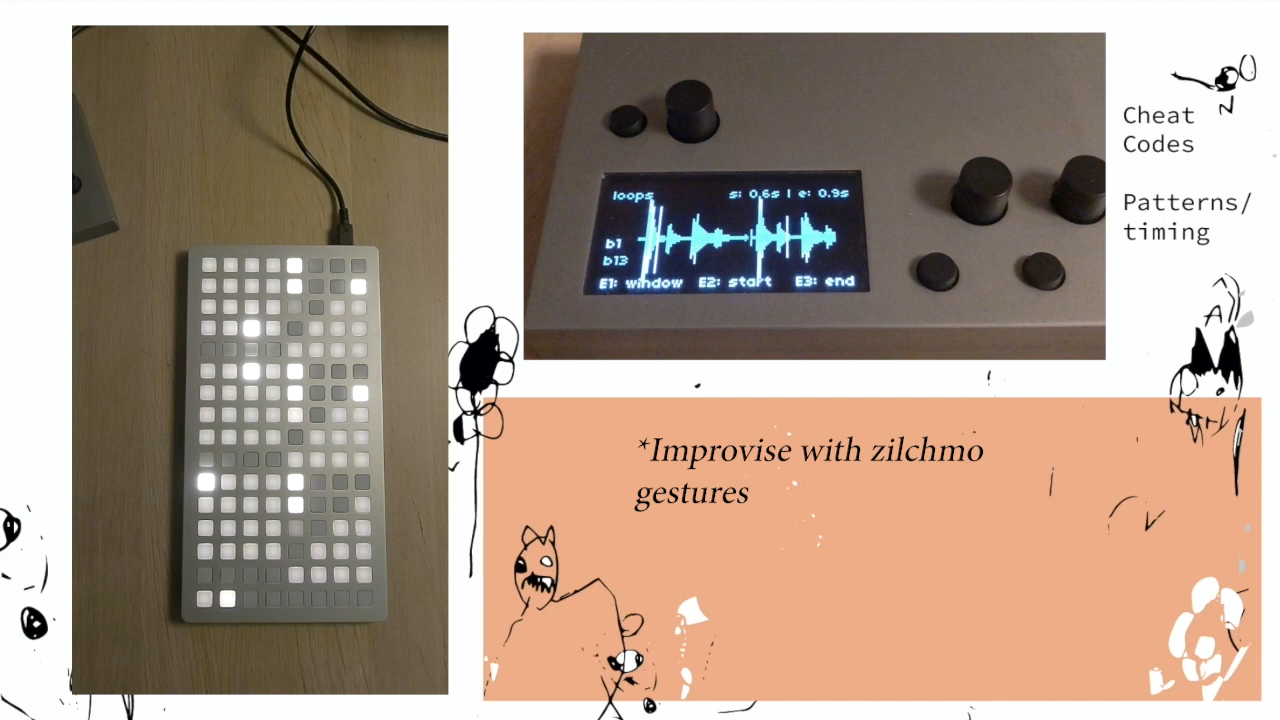 loops s: 0.6s | e: 0.9s
b1
b13
E1: window E2: start E3: end
Cheat
Codes
Patterns/
timing
*Improvise with zilchmo
gestures